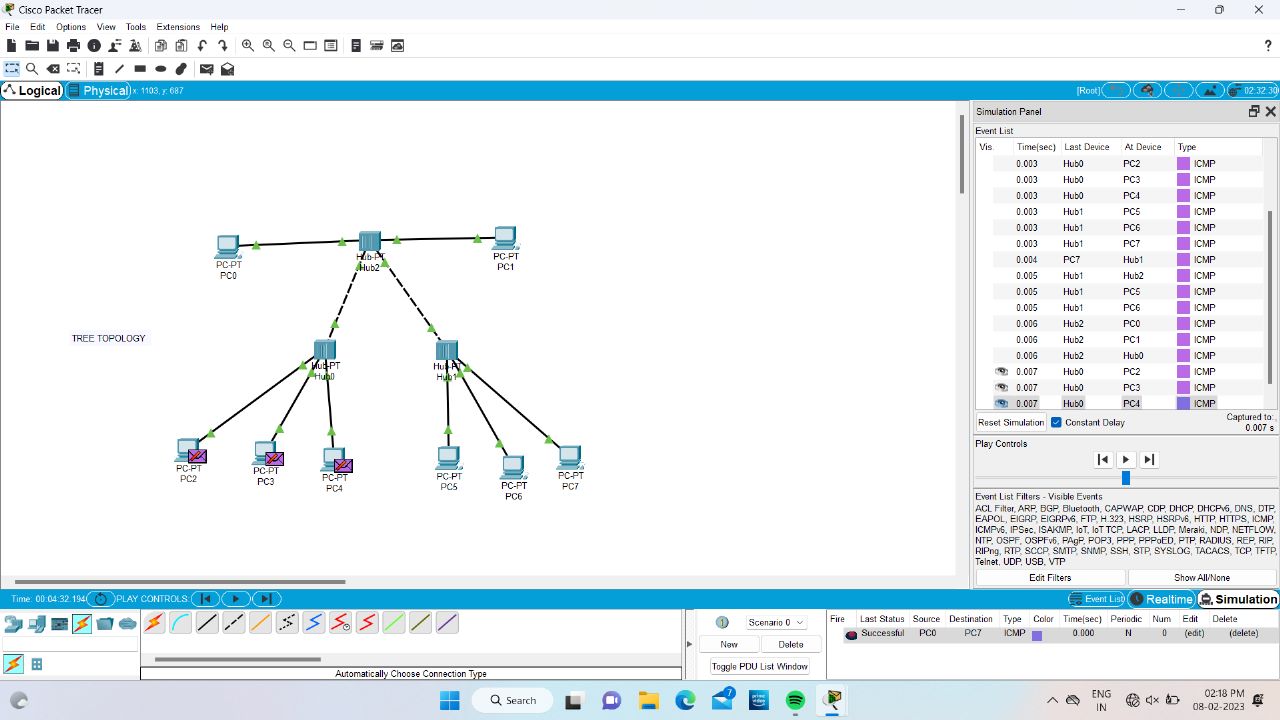 Cisco Packet Tracer
File Edit Options View Tools Extensions Help
?
Logical Physical x: 1103, y: 687 [Root] 02:32:30
Simulation Panel
Event List
Vis. Time(sec) Last Device At Device Type
0.003 Hub0 PC2 ICMP
0.003 Hub0 PC3 ICMP
0.003 Hub0 PC4 ICMP
0.003 Hub1 PC5 ICMP
0.003 Hub1 PC6 ICMP
0.003 Hub1 PC7 ICMP
0.004 PC7 Hub1 ICMP
0.005 Hub1 Hub2 ICMP
0.005 Hub1 PC5 ICMP
0.005 Hub1 PC6 ICMP
0.006 Hub2 PC0 ICMP
0.006 Hub2 PC1 ICMP
0.006 Hub2 Hub0 ICMP
0.007 Hub0 PC2 ICMP
0.007 Hub0 PC3 ICMP
0.007 Hub0 PC4 ICMP
Reset Simulation Constant Delay Captured to:
0.007 s
Play Controls
Event List Filters - Visible Events
ACL Filter, ARP, BGP, Bluetooth, CAPWAP, CDP, DHCP, DHCPv6, DNS, DTP,
EAPOL, EIGRP, EIGRPv6, FTP, H.323, HSRP, HSRPv6, HTTP, HTTPS, ICMP,
ICMPv6, IPSec, ISAKMP, IoT, IoT TCP, LACP, LLDP, Meraki, NDP, NETFLOW,
NTP, OSPF, OSPFv6, PAgP, POP3, PPP, PPPoED, PTP, RADIUS, REP, RIP,
RIPng, RTP, SCCP, SMTP, SNMP, SSH, STP, SYSLOG, TACACS, TCP, TFTP,
Telnet, UDP, USB, VTP
Edit Filters Show All/None
PC-PT
PC0
Hub-PT
Hub2
PC-PT
PC1
TREE TOPOLOGY
Hub-PT
Hub0
Hub-PT
Hub1
PC-PT
PC2
PC-PT
PC3
PC-PT
PC4
PC-PT
PC5
PC-PT
PC6
PC-PT
PC7
Time: 00:04:32.194 PLAY CONTROLS: Event List Realtime Simulation
Automatically Choose Connection Type
Scenario 0
New Delete
Toggle PDU List Window
Fire Last Status Source Destination Type Color Time(sec) Periodic Num Edit Delete
Successful PC0 PC7 ICMP 0.000 N 0 (edit) (delete)
Search
7
prime video
ENG
IN
02:18 PM
08-02-2023